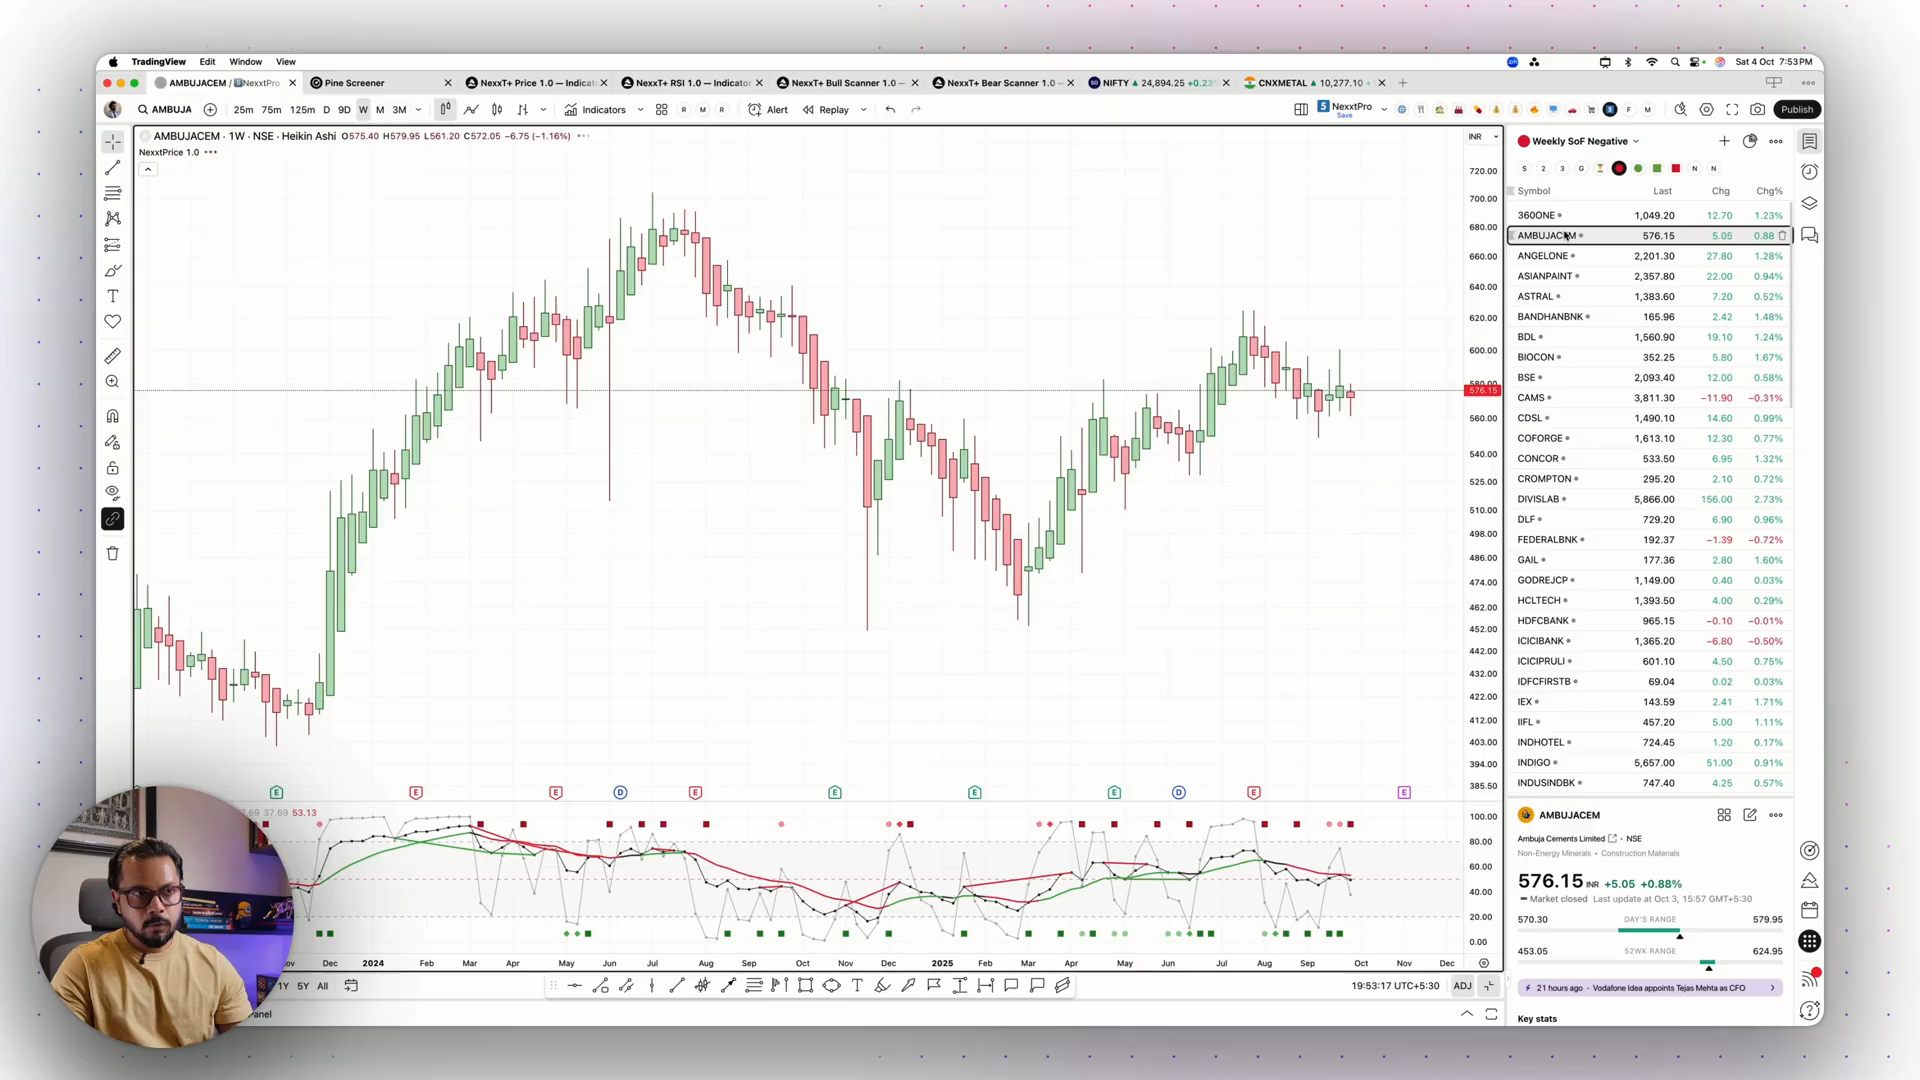 TradingView Edit Window View
Sat 4 Oct 7:53 PM
AMBUJACEM / NexxtPro
Pine Screener
NexxT+ Price 1.0 — Indicat
NexxT+ RSI 1.0 — Indicator
NexxT+ Bull Scanner 1.0 —
NexxT+ Bear Scanner 1.0 —
NIFTY ▲ 24,894.25 +0.23
CNXMETAL ▲ 10,277.10 +
AMBUJA 25m 75m 125m D 9D W M 3M Indicators R M R Alert Replay 5 NexxtPro Save F M Publish
AMBUJACEM · 1W · NSE · Heikin Ashi O575.40 H579.95 L561.20 C572.05 −6.75 (−1.16%)
NexxtPrice 1.0
INR
720.00
700.00
680.00
660.00
640.00
620.00
600.00
580.00
576.15
560.00
540.00
525.00
510.00
498.00
486.00
474.00
462.00
452.00
442.00
432.00
422.00
412.00
403.00
394.00
385.50
E E E D E E E E D E E
37.69 53.13
100.00
80.00
60.00
40.00
20.00
0.00
Dec 2024 Feb Mar Apr May Jun Jul Aug Sep Oct Nov Dec 2025 Feb Mar Apr May Jun Jul Aug Sep Oct Nov Dec
1Y 5Y All
19:53:17 UTC+5:30 ADJ
anel
Weekly SoF Negative
S 2 3 G N N
Symbol Last Chg Chg%
360ONE 1,049.20 12.70 1.23%
AMBUJACEM 576.15 5.05 0.88
ANGELONE 2,201.30 27.80 1.28%
ASIANPAINT 2,357.80 22.00 0.94%
ASTRAL 1,383.60 7.20 0.52%
BANDHANBNK 165.96 2.42 1.48%
BDL 1,560.90 19.10 1.24%
BIOCON 352.25 5.80 1.67%
BSE 2,093.40 12.00 0.58%
CAMS 3,811.30 −11.90 −0.31%
CDSL 1,490.10 14.60 0.99%
COFORGE 1,613.10 12.30 0.77%
CONCOR 533.50 6.95 1.32%
CROMPTON 295.20 2.10 0.72%
DIVISLAB 5,866.00 156.00 2.73%
DLF 729.20 6.90 0.96%
FEDERALBNK 192.37 −1.39 −0.72%
GAIL 177.36 2.80 1.60%
GODREJCP 1,149.00 0.40 0.03%
HCLTECH 1,393.50 4.00 0.29%
HDFCBANK 965.15 −0.10 −0.01%
ICICIBANK 1,365.20 −6.80 −0.50%
ICICIPRULI 601.10 4.50 0.75%
IDFCFIRSTB 69.04 0.02 0.03%
IEX 143.59 2.41 1.71%
IIFL 457.20 5.00 1.11%
INDHOTEL 724.45 1.20 0.17%
INDIGO 5,657.00 51.00 0.91%
INDUSINDBK 747.40 4.25 0.57%
AMBUJACEM
Ambuja Cements Limited · NSE
Non-Energy Minerals · Construction Materials
576.15 INR +5.05 +0.88%
Market closed Last update at Oct 3, 15:57 GMT+5:30
570.30 DAY'S RANGE 579.95
453.05 52WK RANGE 624.95
21 hours ago · Vodafone Idea appoints Tejas Mehta as CFO
Key stats